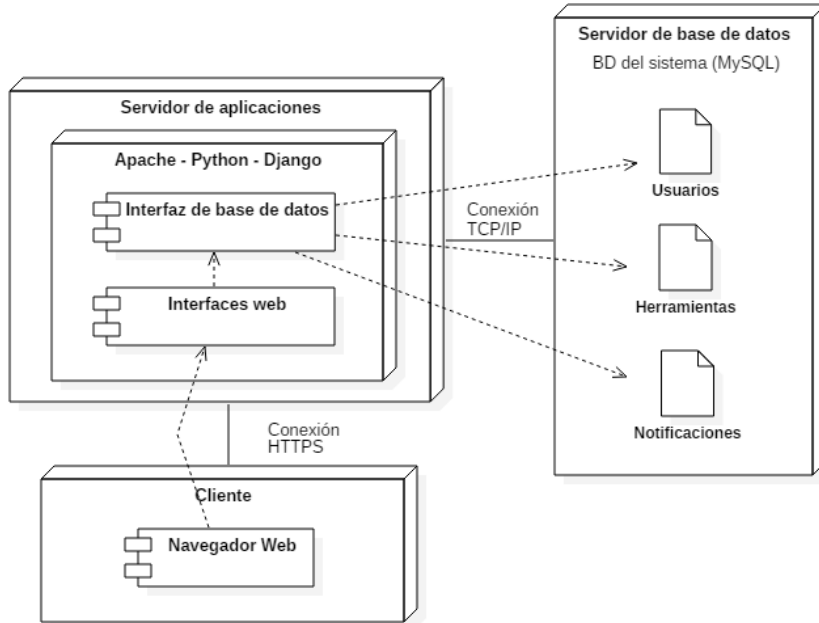 Servidor de base de datos
BD del sistema (MySQL)
Servidor de aplicaciones
Apache - Python - Django
Interfaz de base de datos
Usuarios
Conexión
TCP/IP
Interfaces web
Herramientas
Notificaciones
Conexión
HTTPS
Cliente
Navegador Web